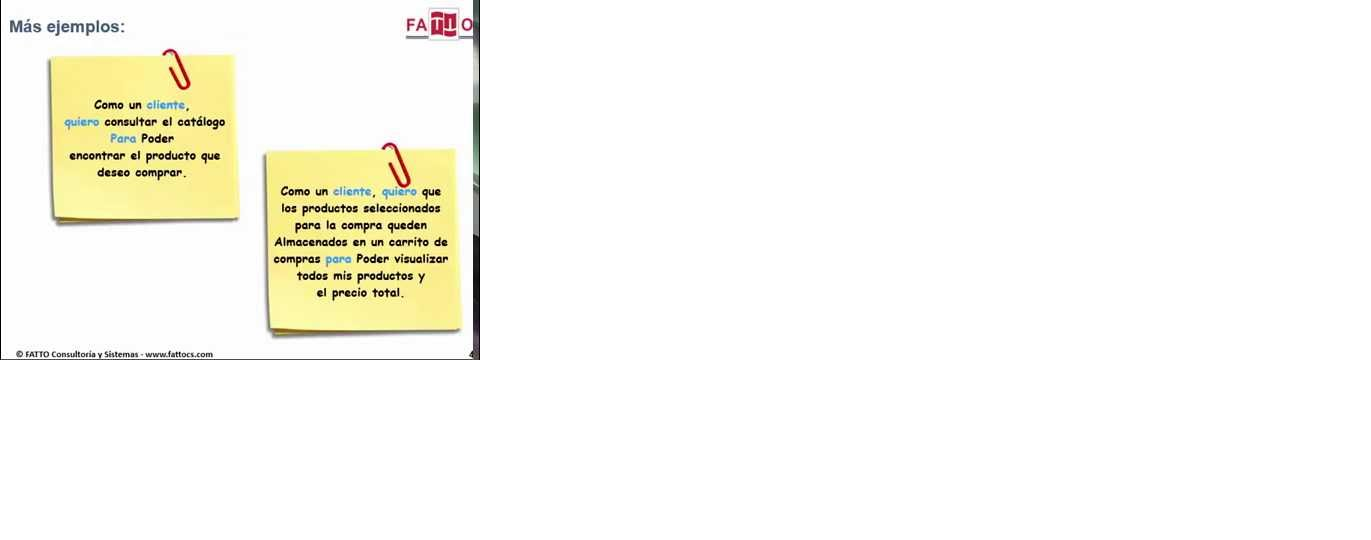 Más ejemplos:
FATTO
Como un cliente,
quiero consultar el catálogo
Para Poder
encontrar el producto que
deseo comprar.
Como un cliente, quiero que
los productos seleccionados
para la compra queden
Almacenados en un carrito de
compras para Poder visualizar
todos mis productos y
el precio total.
© FATTO Consultoría y Sistemas - www.fattocs.com
4